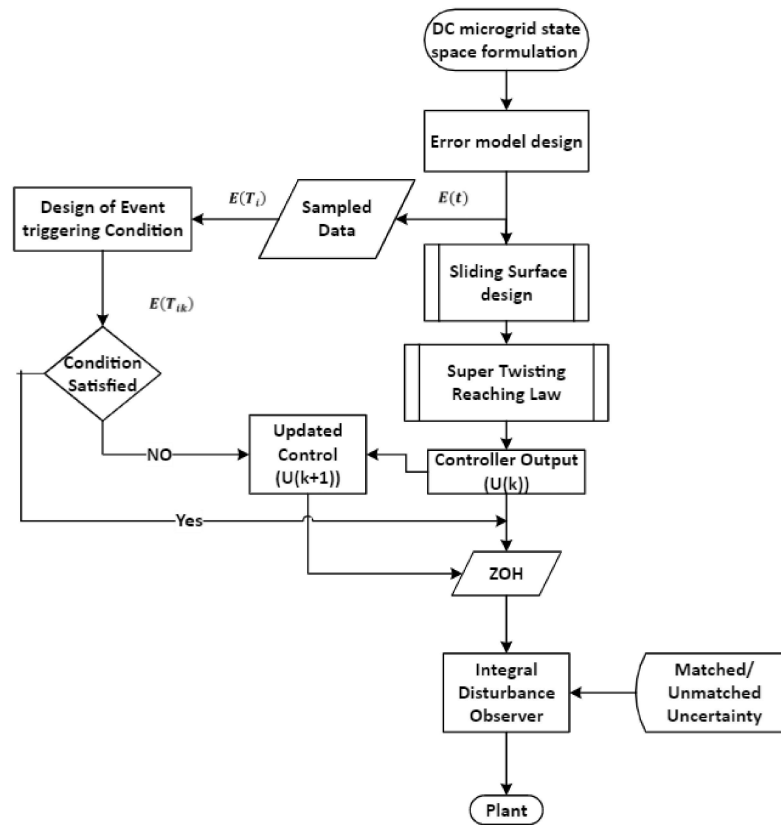 DC microgrid state
space formulation
Error model design
E(T_i)
E(t)
Sampled
Data
Design of Event
triggering Condition
Sliding Surface
design
E(T_ik)
Condition
Satisfied
Super Twisting
Reaching Law
Updated
Control
(U(k+1))
NO
Controller Output
(U(k))
Yes
ZOH
Integral
Disturbance
Observer
Matched/
Unmatched
Uncertainty
Plant